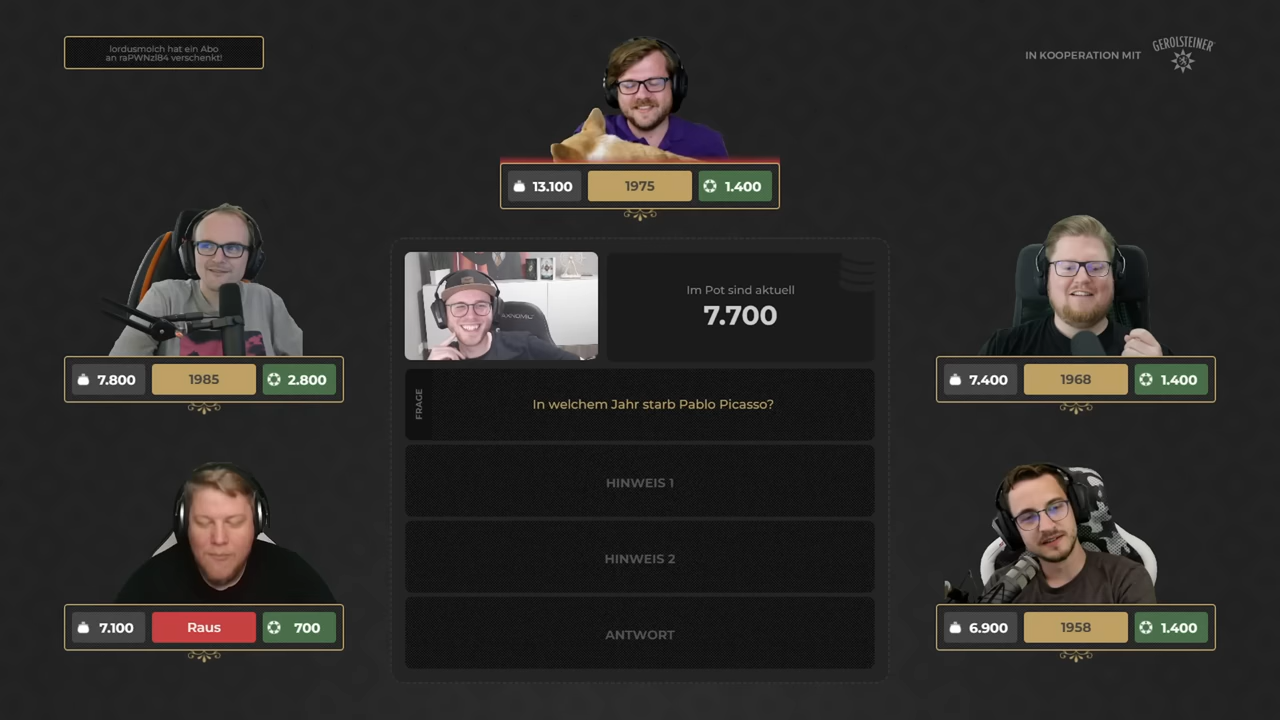 lordusmolch hat ein Abo
an raPWNzl84 verschenkt!
IN KOOPERATION MIT
GEROLSTEINER
13.100
1975
1.400
Im Pot sind aktuell
7.700
7.800
1985
2.800
7.400
1968
1.400
FRAGE
In welchem Jahr starb Pablo Picasso?
HINWEIS 1
HINWEIS 2
ANTWORT
7.100
Raus
700
6.900
1958
1.400